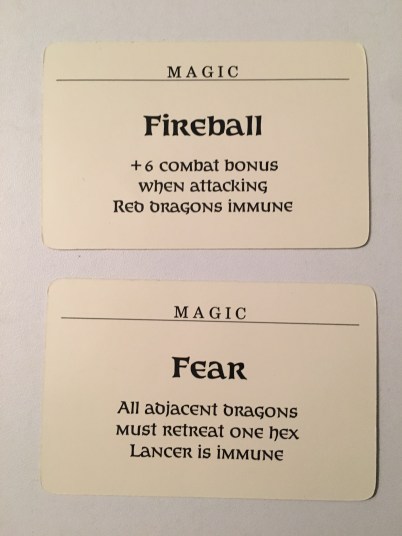 MAGIC
Fireball
+6 combat bonus
when attacking
Red dragons immune
MAGIC
Fear
All adjacent dragons
must retreat one hex
Lancer is immune